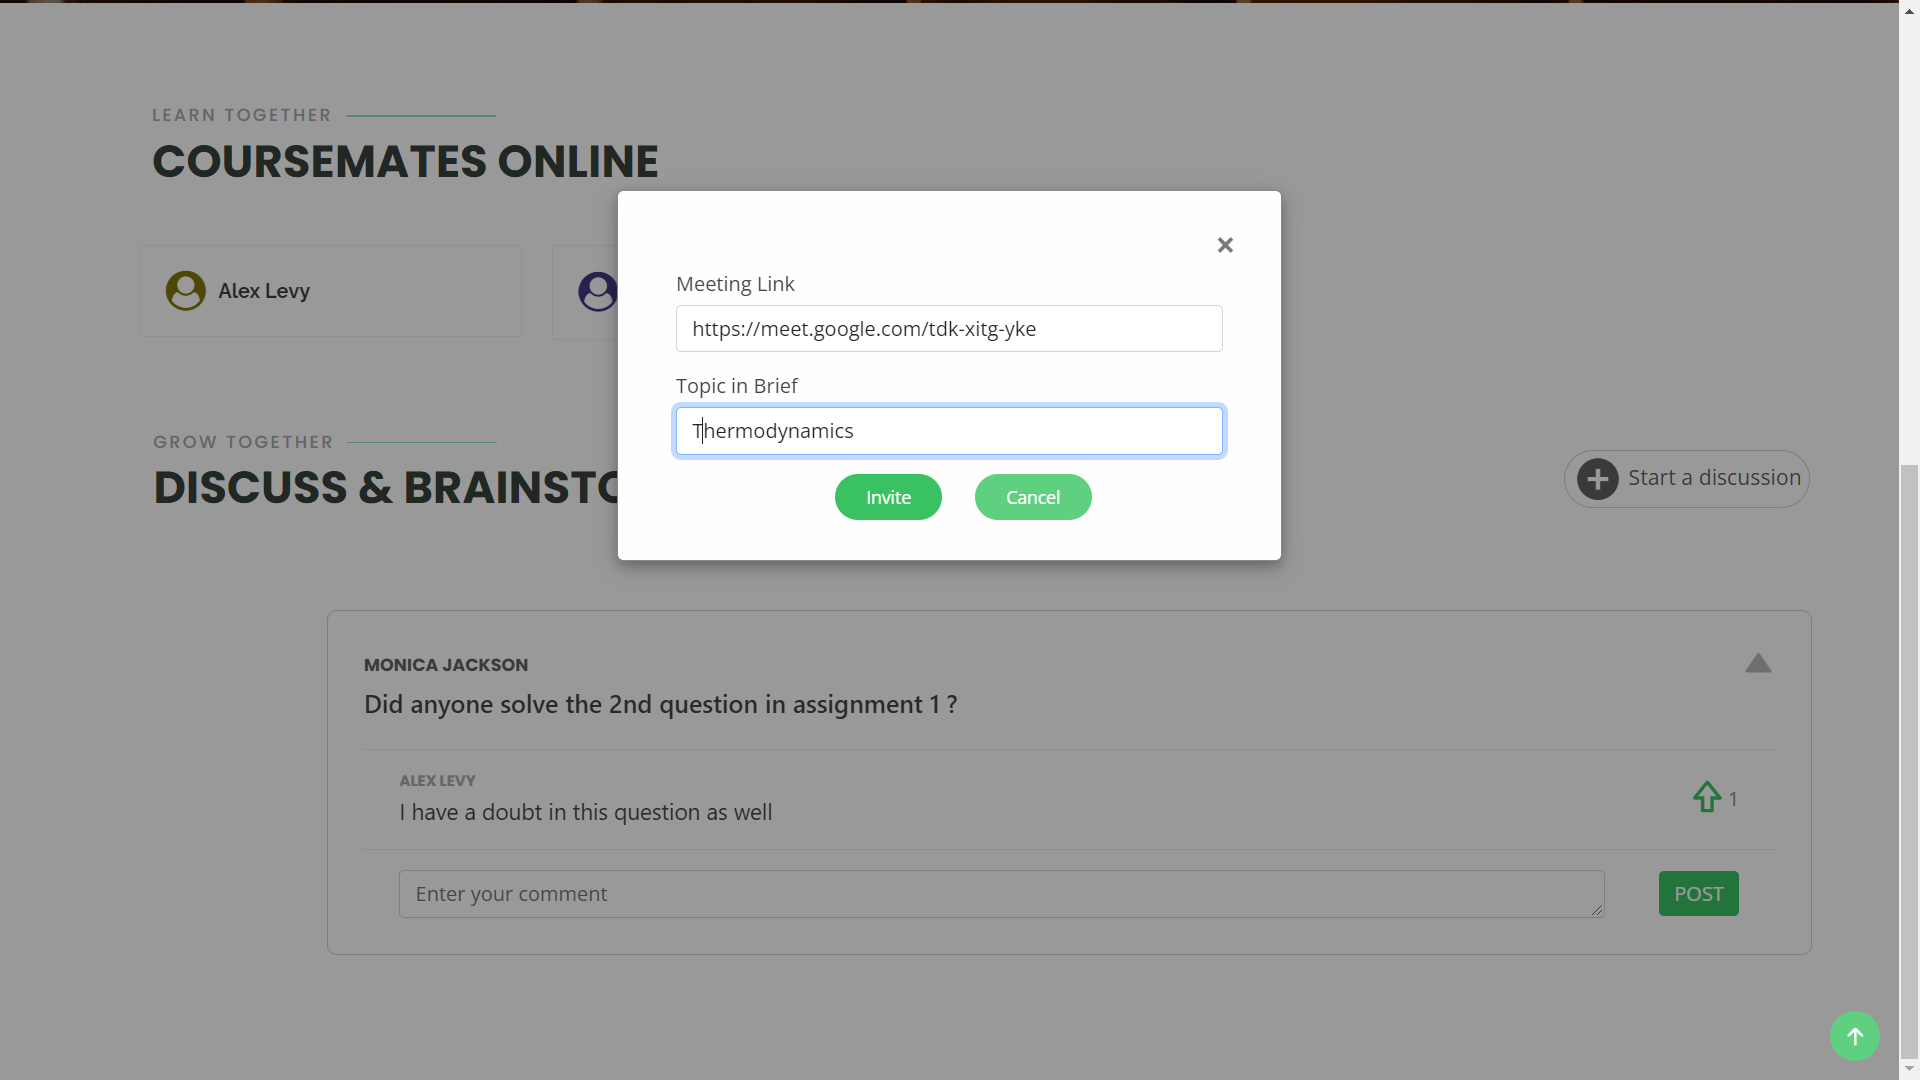 LEARN TOGETHER
COURSEMATES ONLINE
Alex Levy
×
Meeting Link
https://meet.google.com/tdk-xitg-yke
Topic in Brief
Thermodynamics
Invite
Cancel
GROW TOGETHER
DISCUSS & BRAINSTO
Start a discussion
MONICA JACKSON
Did anyone solve the 2nd question in assignment 1 ?
ALEX LEVY
I have a doubt in this question as well
1
Enter your comment
POST